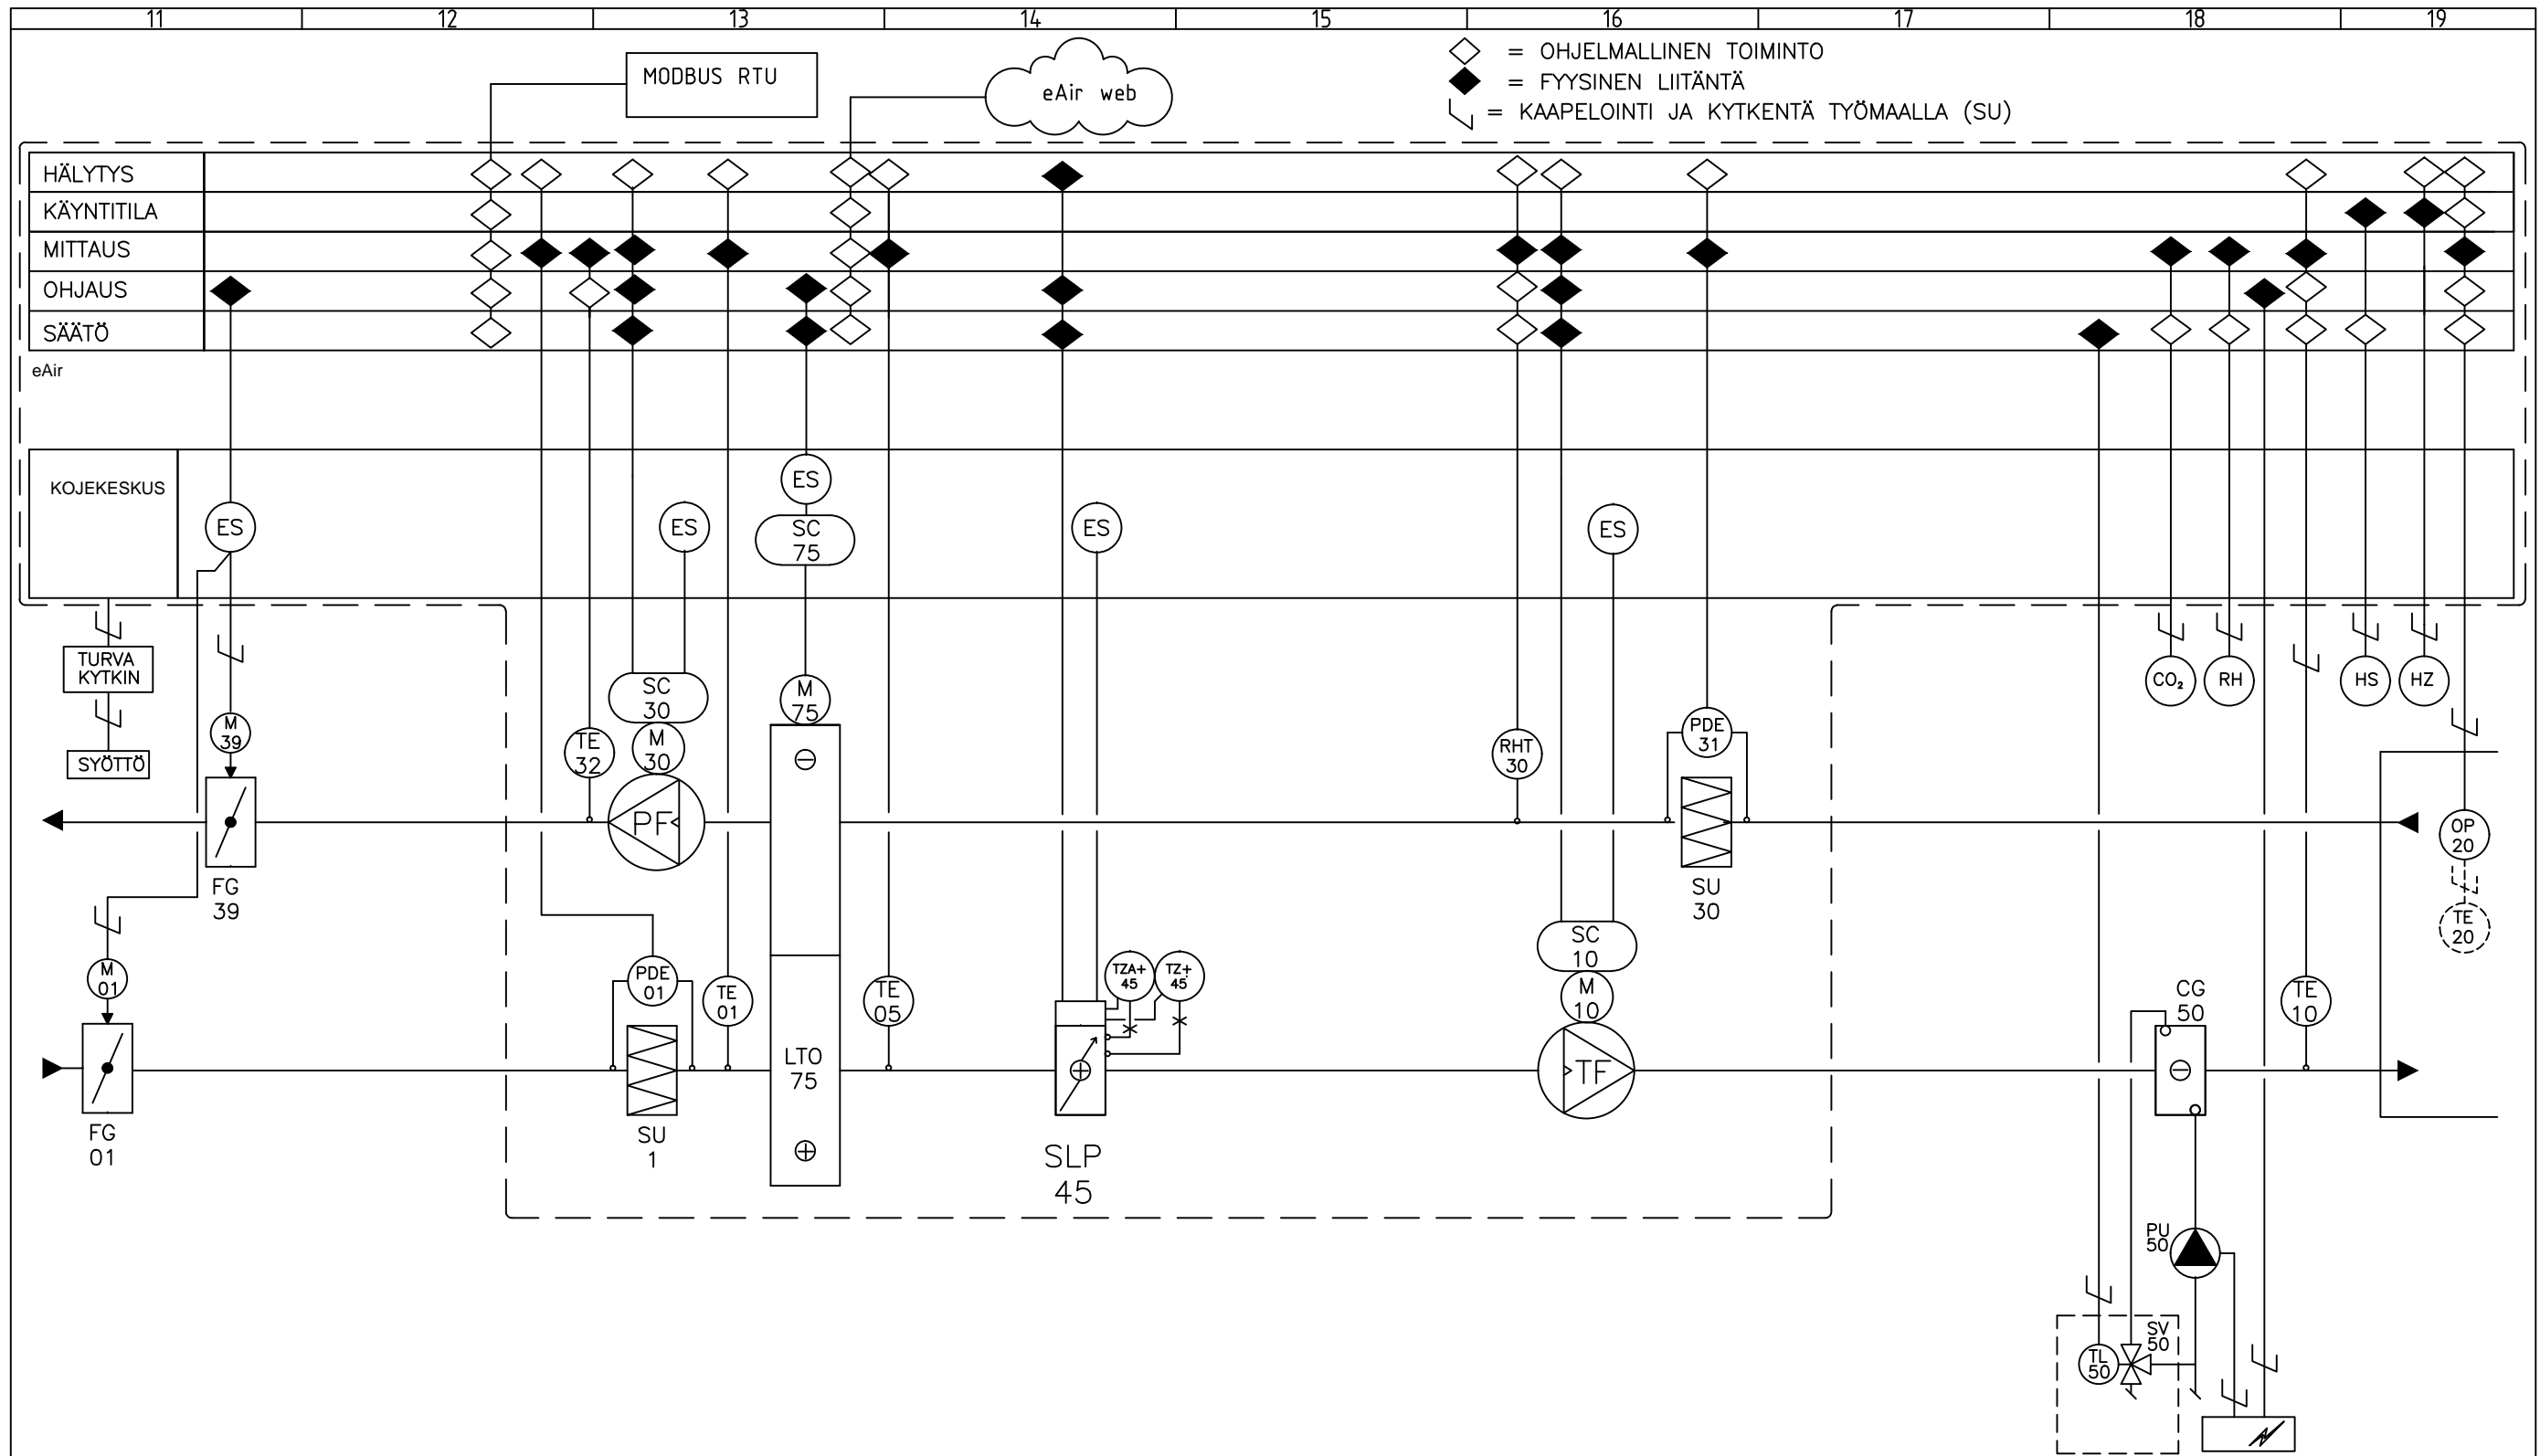 11 12 13 14 15 16 17 18 19
MODBUS RTU
eAir web
= OHJELMALLINEN TOIMINTO
= FYYSINEN LIITÄNTÄ
= KAAPELOINTI JA KYTKENTÄ TYÖMAALLA (SU)
HÄLYTYS
KÄYNTITILA
MITTAUS
OHJAUS
SÄÄTÖ
eAir
KOJEKESKUS
ES
ES
ES
SC
75
ES
ES
TURVA
KYTKIN
SYÖTTÖ
M
39
TE
32
SC
30
M
30
PF
M
75
RHT
30
PDE
31
CO₂
RH
HS
HZ
OP
20
TE
20
FG
39
SU
30
M
01
FG
01
PDE
01
SU
1
TE
01
LTO
75
TE
05
TZA+
45
TZ+
45
SLP
45
SC
10
M
10
TF
CG
50
TE
10
PU
50
SV
50
TL
50